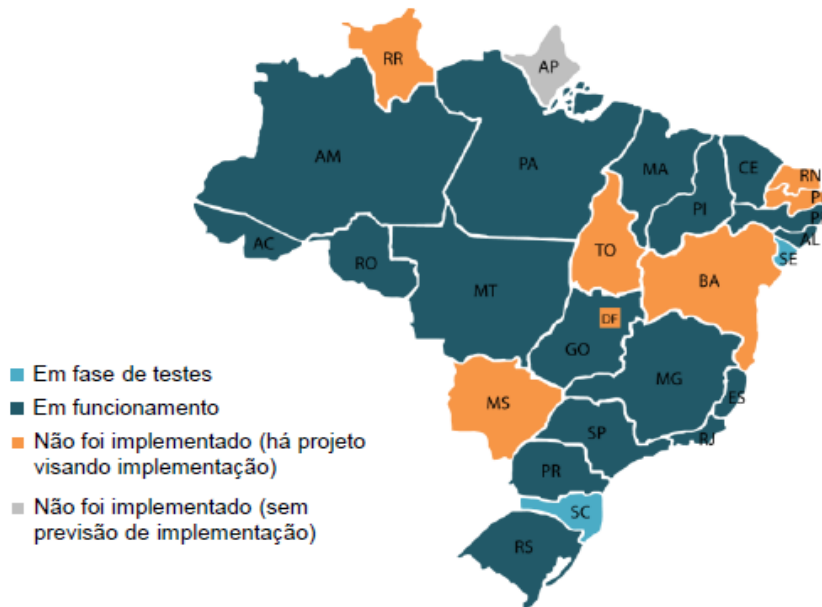 RR
AP
AM
PA
MA
CE
RN
PI
AC
RO
MT
TO
BA
AL
SE
DF
GO
MG
ES
MS
SP
RJ
PR
SC
RS
Em fase de testes
Em funcionamento
Não foi implementado (há projeto
visando implementação)
Não foi implementado (sem
previsão de implementação)